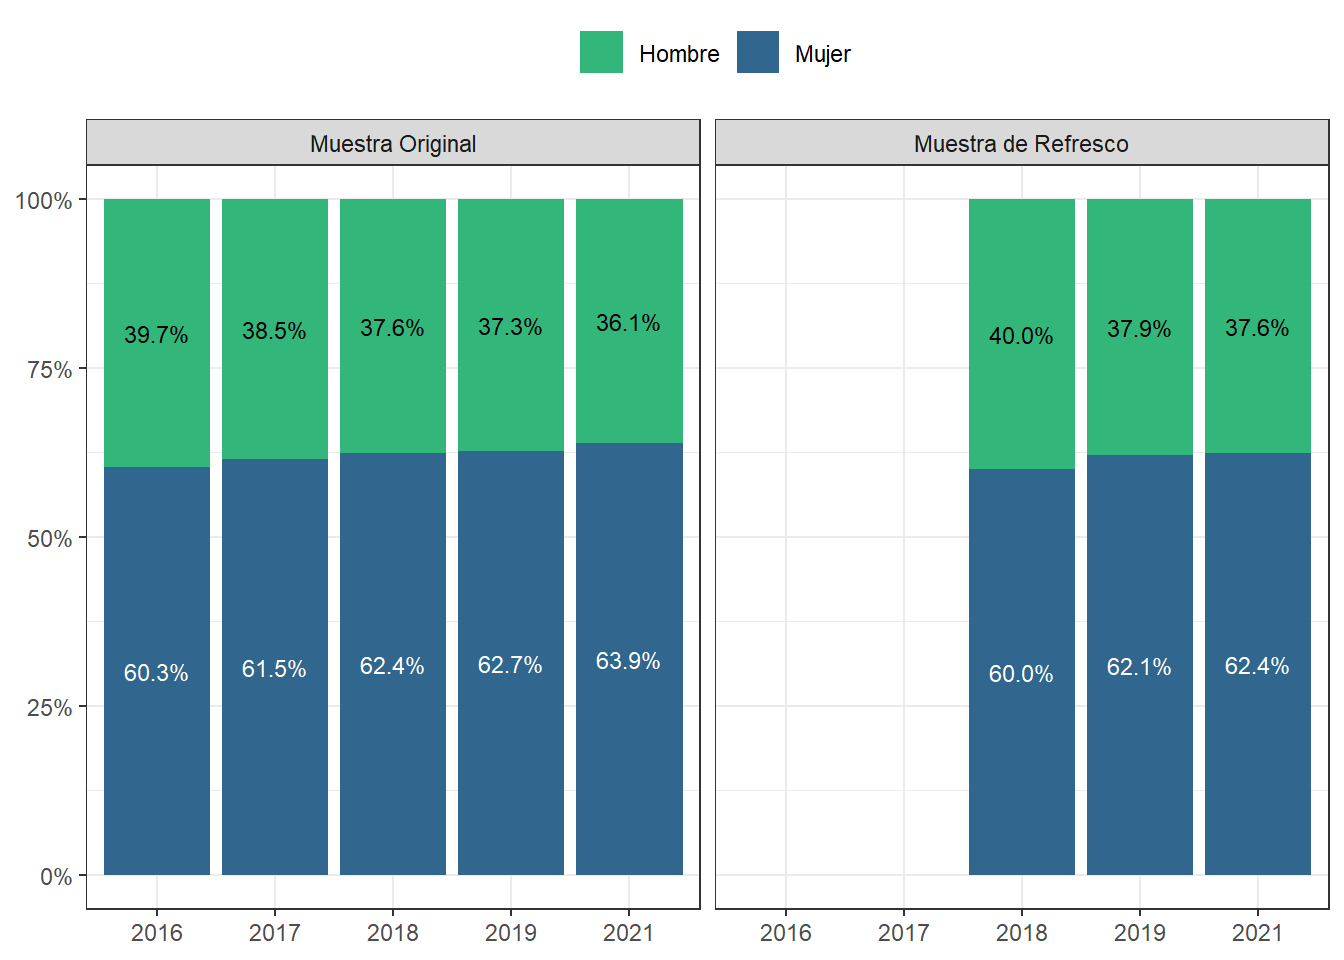 Hombre Mujer
Muestra Original Muestra de Refresco
100%
75%
50%
25%
0%
39.7% 38.5% 37.6% 37.3% 36.1% 40.0% 37.9% 37.6%
60.3% 61.5% 62.4% 62.7% 63.9% 60.0% 62.1% 62.4%
2016 2017 2018 2019 2021 2016 2017 2018 2019 2021